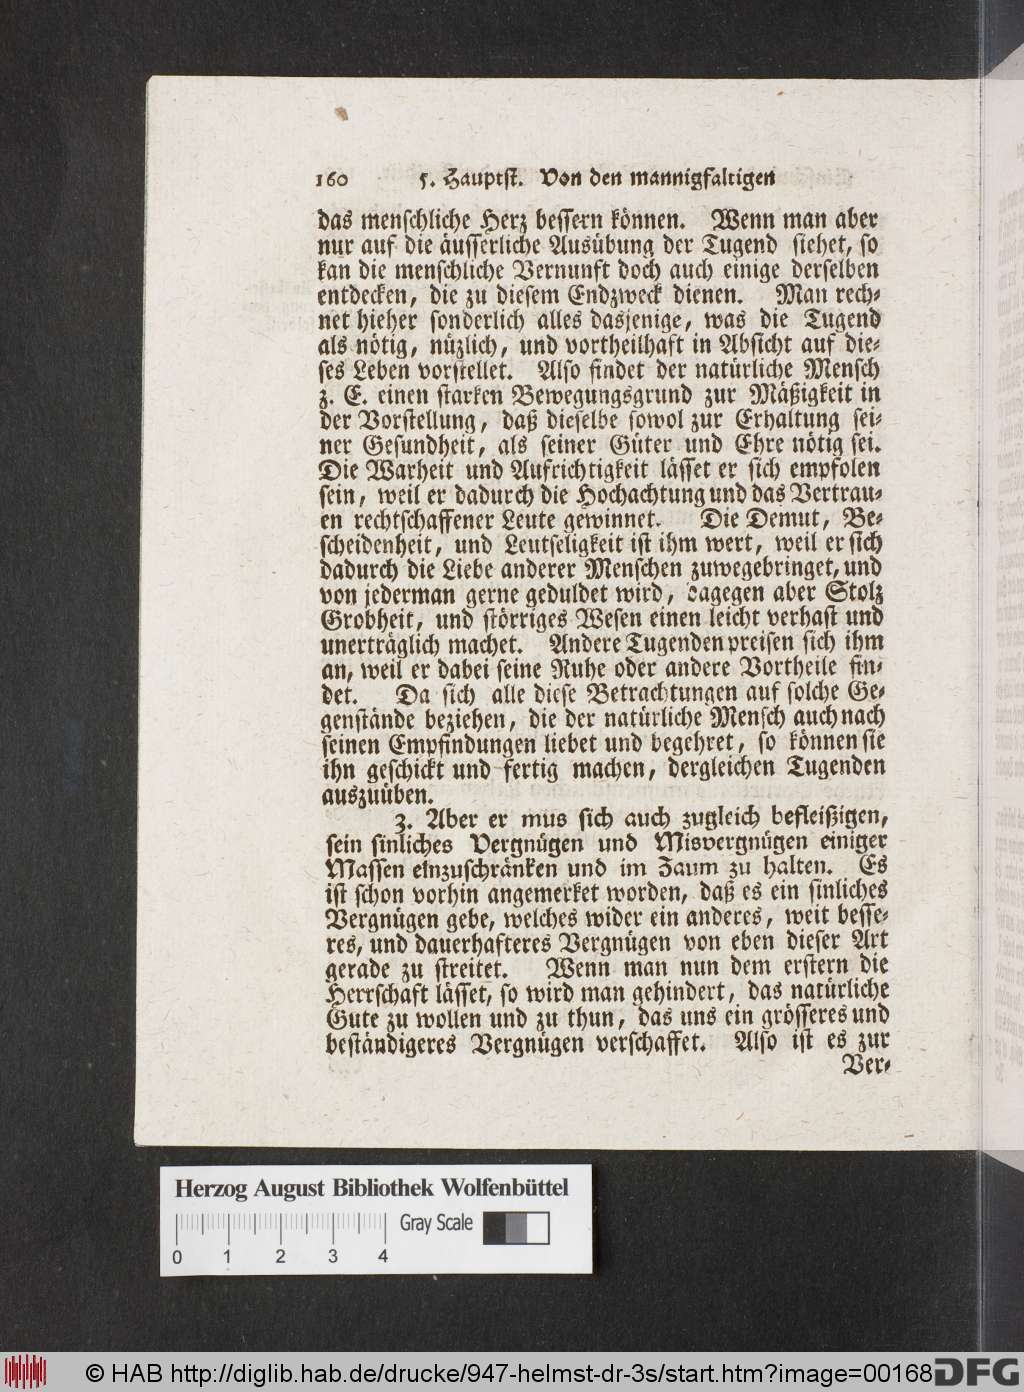 160 5. Hauptst. Von den mannigfaltigen
das menschliche Herz bessern können. Wenn man aber
nur auf die äusserliche Ausübung der Tugend siehet, so
kan die menschliche Vernunft doch auch einige derselben
entdecken, die zu diesem Endzweck dienen. Man rech-
net hieher sonderlich alles dasjenige, was die Tugend
als nötig, nüzlich, und vortheilhaft in Absicht auf die-
ses Leben vorstellet. Also findet der natürliche Mensch
z. E. einen starken Bewegungsgrund zur Mäßigkeit in
der Vorstellung, daß dieselbe sowol zur Erhaltung sei-
ner Gesundheit, als seiner Güter und Ehre nötig sei.
Die Warheit und Aufrichtigkeit lässet er sich empfolen
sein, weil er dadurch die Hochachtung und das Vertrau-
en rechtschaffener Leute gewinnet. Die Demut, Be-
scheidenheit, und Leutseligkeit ist ihm wert, weil er sich
dadurch die Liebe anderer Menschen zuwegebringet, und
von jederman gerne geduldet wird, dagegen aber Stolz
Grobheit, und störriges Wesen einen leicht verhast und
unerträglich machet. Andere Tugenden preisen sich ihm
an, weil er dabei seine Ruhe oder andere Vortheile fin-
det. Da sich alle diese Betrachtungen auf solche Ge-
genstände beziehen, die der natürliche Mensch auch nach
seinen Empfindungen liebet und begehret, so können sie
ihn geschickt und fertig machen, dergleichen Tugenden
auszuüben.
3. Aber er mus sich auch zugleich befleißigen,
sein sinliches Vergnügen und Misvergnügen einiger
Massen einzuschränken und im Zaum zu halten. Es
ist schon vorhin angemerket worden, daß es ein sinliches
Vergnügen gebe, welches wider ein anderes, weit besse-
res, und dauerhafteres Vergnügen von eben dieser Art
gerade zu streitet. Wenn man nun dem erstern die
Herrschaft lässet, so wird man gehindert, das natürliche
Gute zu wollen und zu thun, das uns ein grösseres und
beständigeres Vergnügen verschaffet. Also ist es zur
Ver-
Herzog August Bibliothek Wolfenbüttel
Gray Scale
0 1 2 3 4
© HAB http://diglib.hab.de/drucke/947-helmst-dr-3s/start.htm?image=00168
DFG